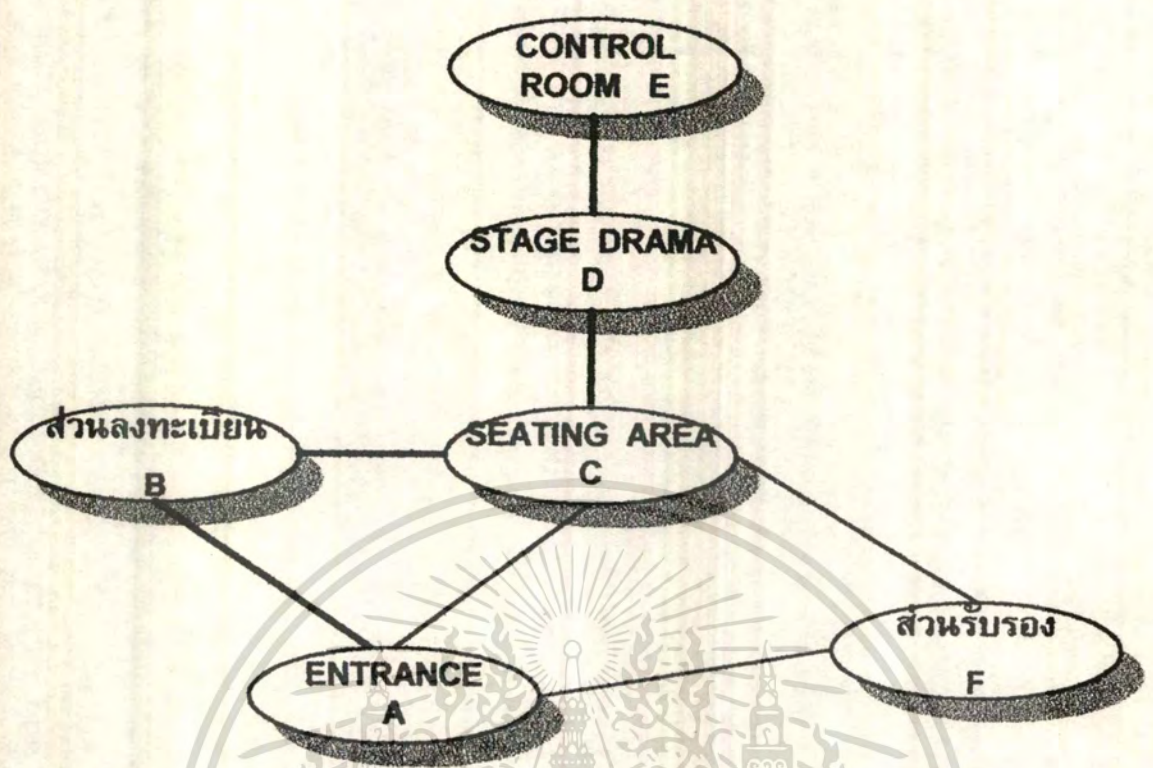 CONTROL
ROOM E
STAGE DRAMA
D
ส่วนลงทะเบียน
B
SEATING AREA
C
ส่วนรับรอง
F
ENTRANCE
A